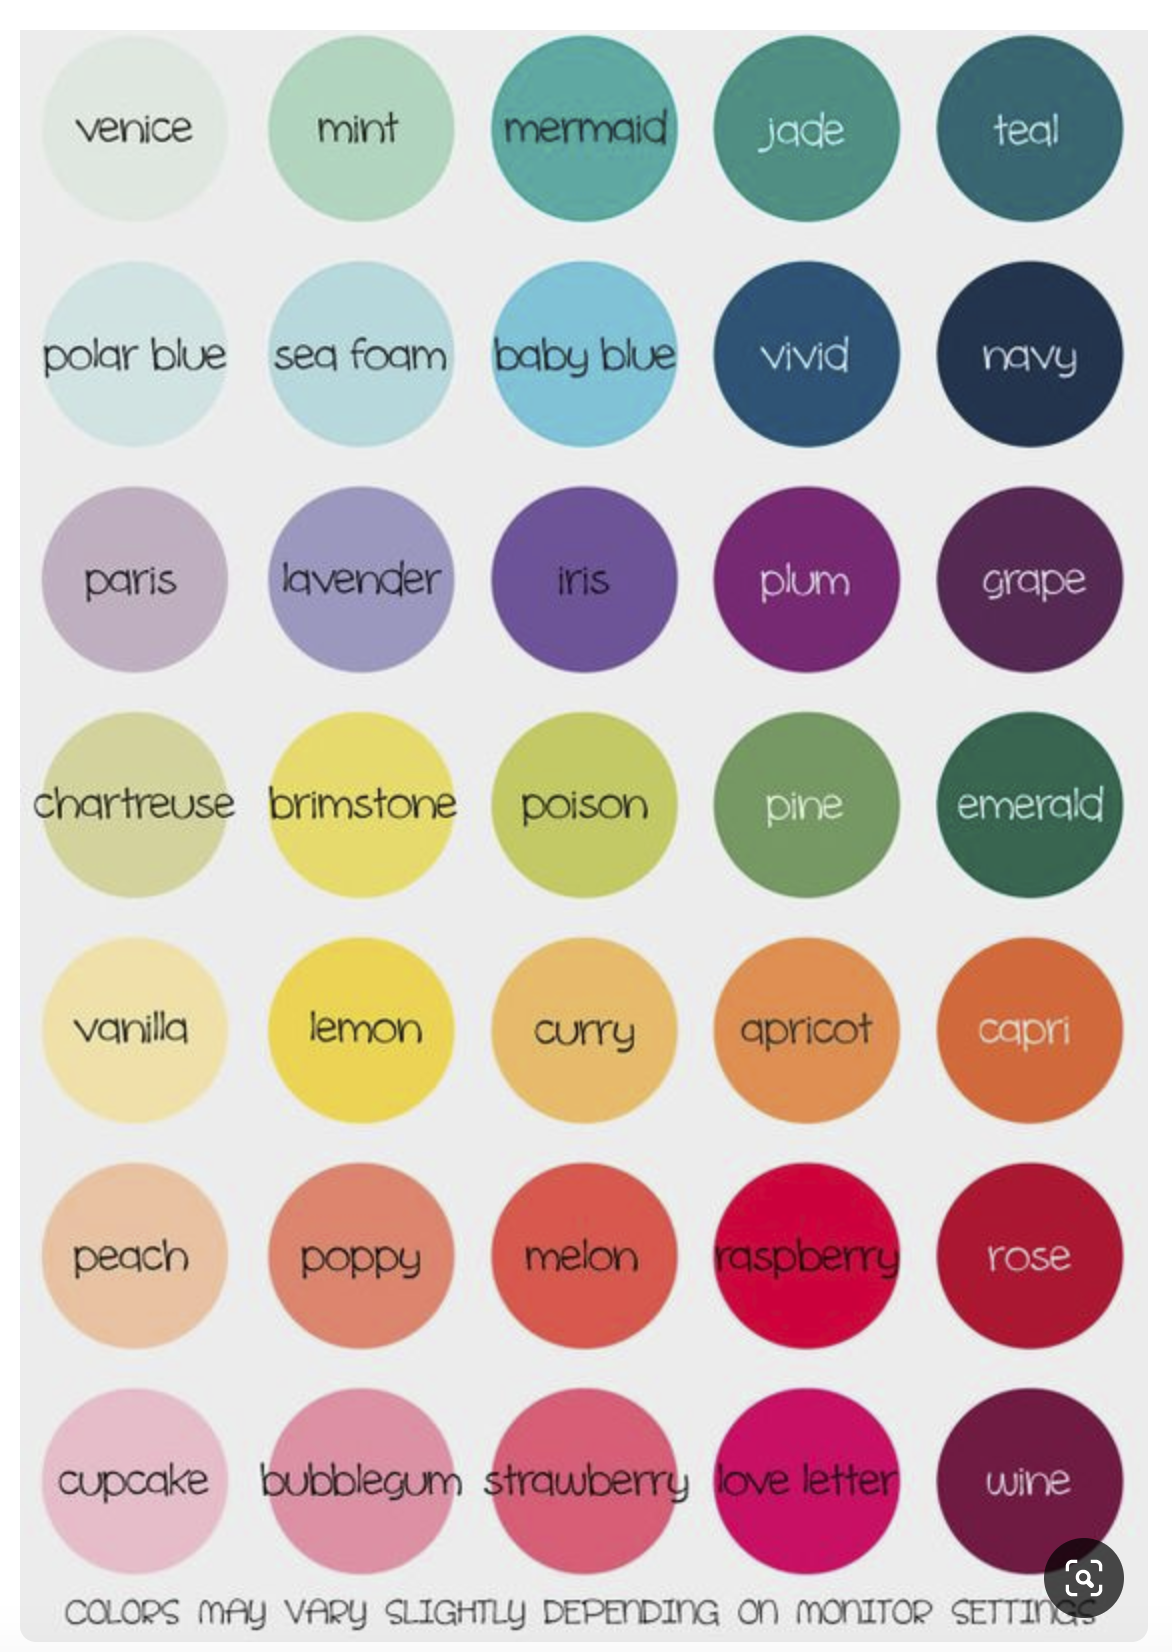 venice mint mermaid jade teal
polar blue sea foam baby blue vivid navy
paris lavender iris plum grape
chartreuse brimstone poison pine emerald
vanilla lemon curry apricot capri
peach poppy melon raspberry rose
cupcake bubblegum strawberry love letter wine
COLORS MAY VARY SLIGHTLY DEPENDING ON MONITOR SETTINGS